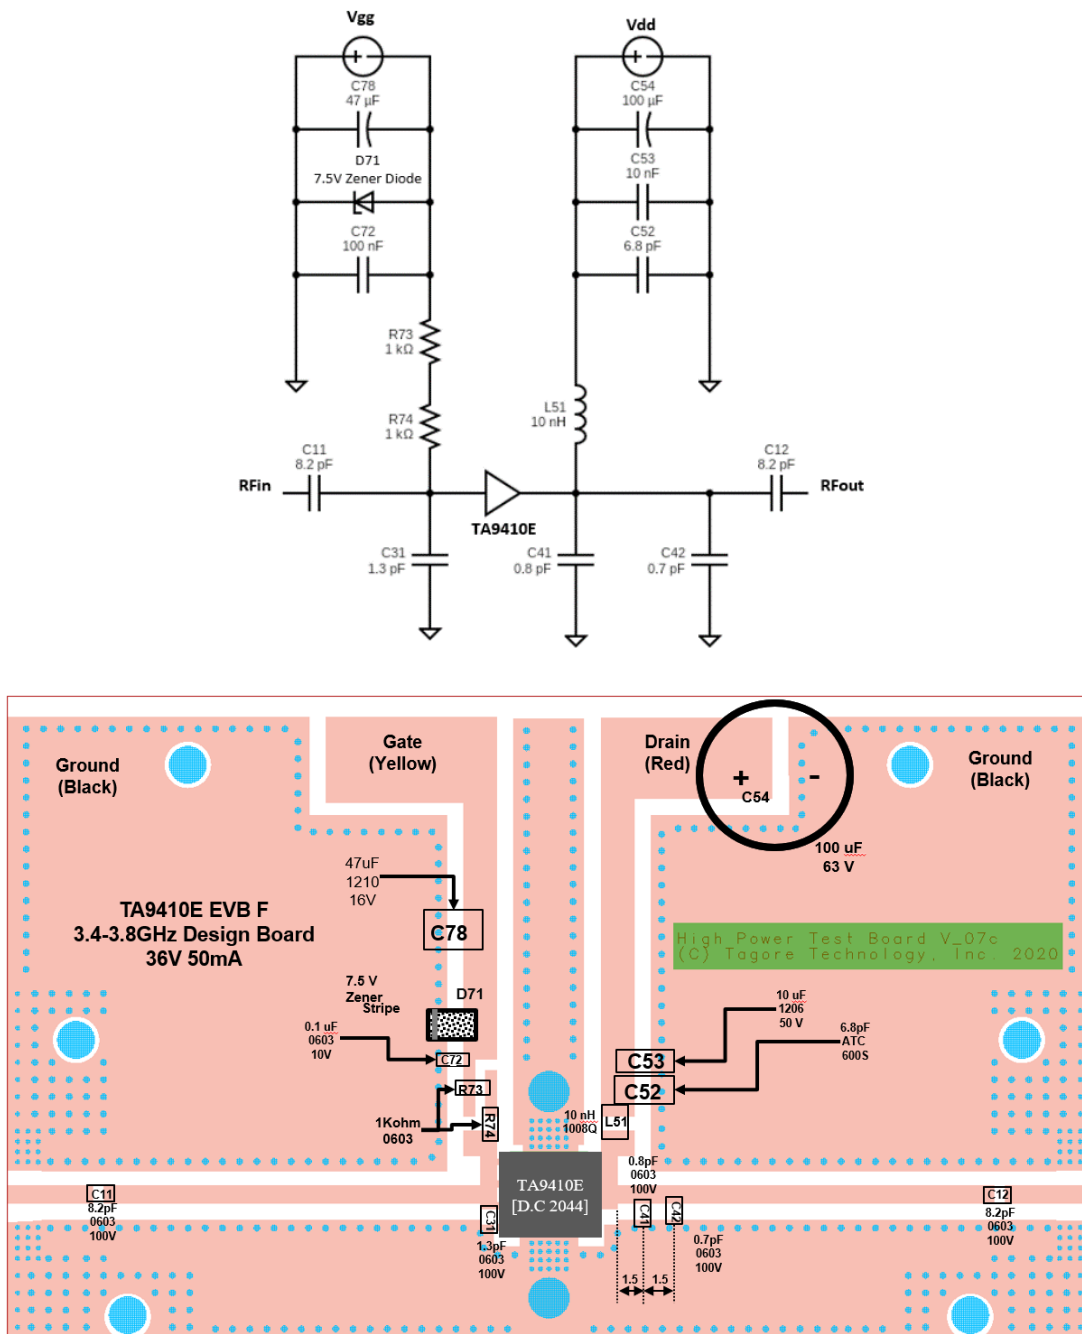 Vgg
Vdd
+
+
C78
47 µF
C54
100 µF
D71
7.5V Zener Diode
C53
10 nF
C72
100 nF
C52
6.8 pF
R73
1 kΩ
R74
1 kΩ
L51
10 nH
C11
8.2 pF
C12
8.2 pF
RFin
RFout
TA9410E
C31
1.3 pF
C41
0.8 pF
C42
0.7 pF
Ground
(Black)
Gate
(Yellow)
Drain
(Red)
+
-
C54
Ground
(Black)
100 uF
63 V
47uF
1210
16V
C78
TA9410E EVB F
3.4-3.8GHz Design Board
36V 50mA
High Power Test Board V_07c
(C) Tagore Technology, Inc. 2020
7.5 V
Zener
Stripe
D71
0.1 uF
0603
10V
C72
10 uF
1206
50 V
6.8pF
ATC
600S
C53
C52
R73
R74
1Kohm
0603
10 nH
1008Q
L51
TA9410E
[D.C 2044]
0.8pF
0603
100V
C11
8.2pF
0603
100V
C31
1.3pF
0603
100V
C41
C42
0.7pF
0603
100V
C12
8.2pF
0603
100V
1.5
1.5